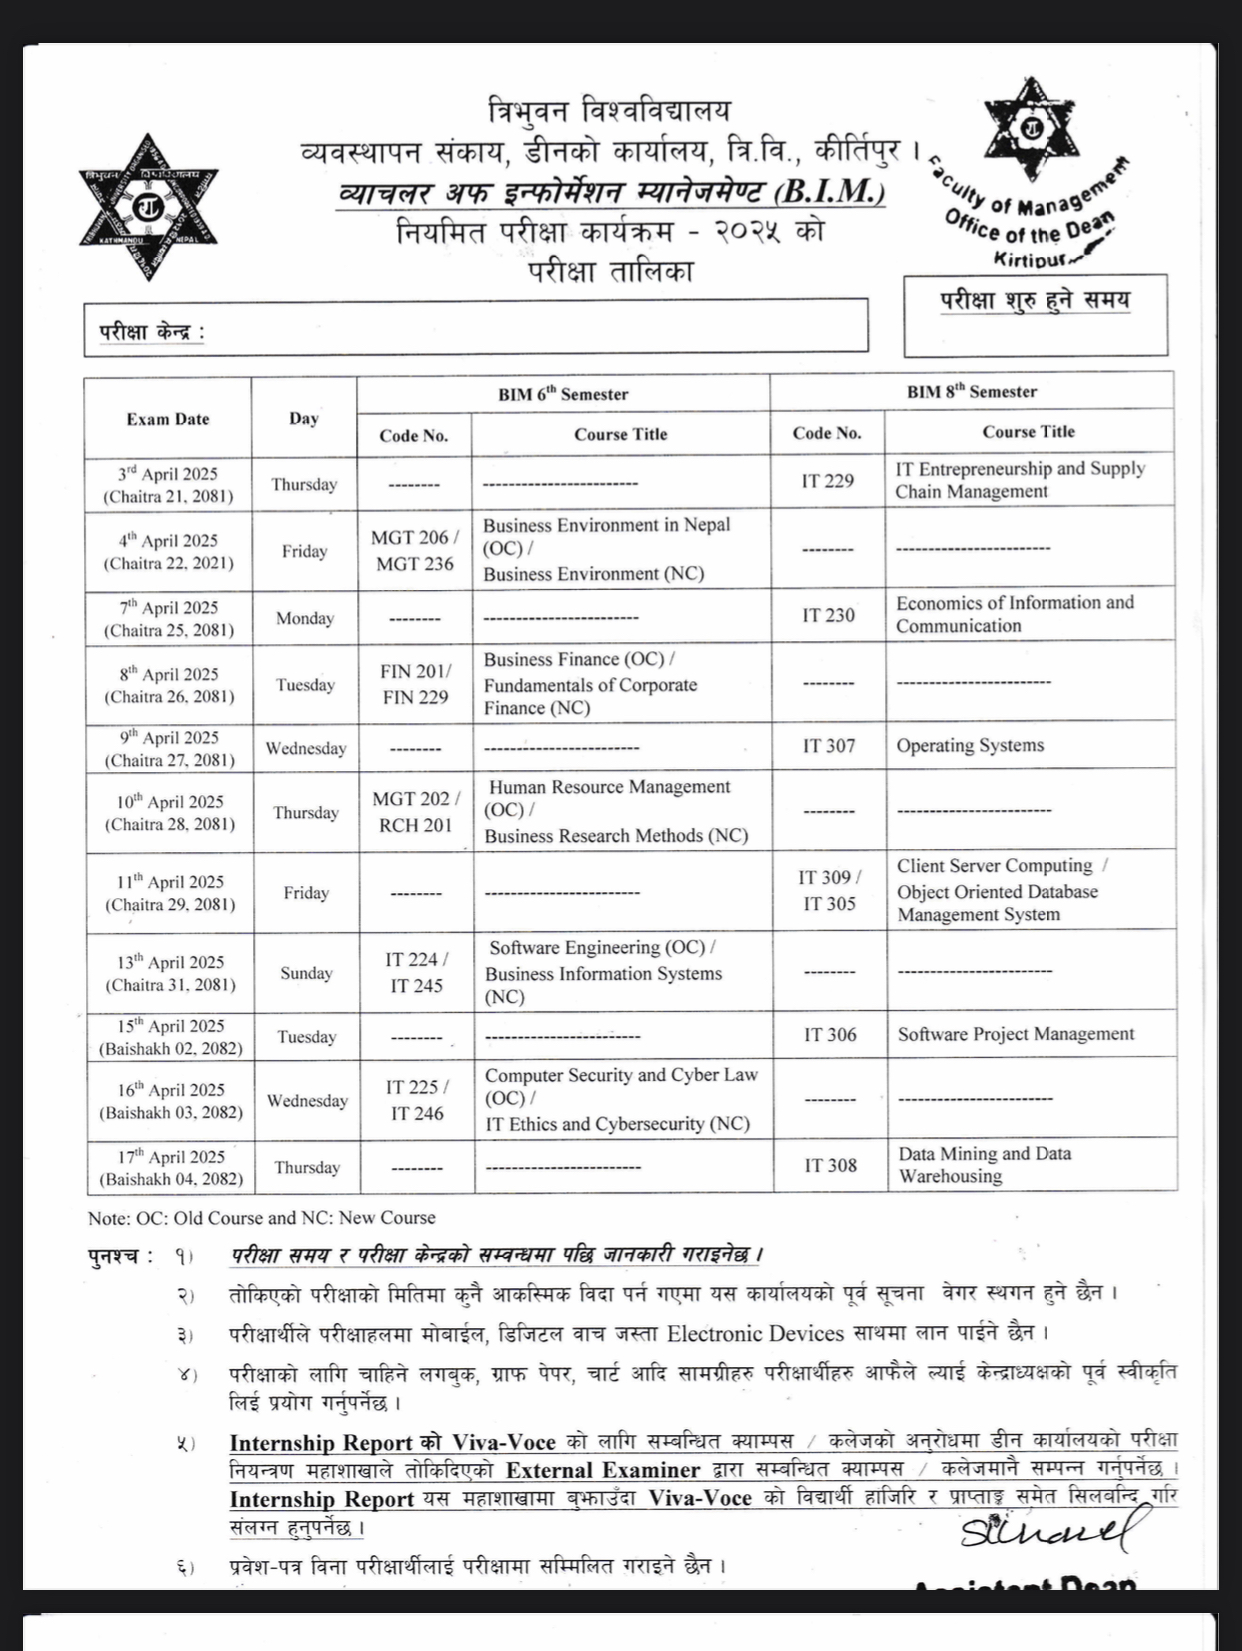 त्रिभुवन विश्वविद्यालय
व्यवस्थापन संकाय, डीनको कार्यालय, त्रि.वि., कीर्तिपुर ।
व्याचलर अफ इन्फोर्मेशन म्यानेजमेण्ट (B.I.M.)
नियमित परीक्षा कार्यक्रम - २०२५ को
परीक्षा तालिका
Faculty of Management
Office of the Dean
Kirtipur
परीक्षा शुरु हुने समय
परीक्षा केन्द्र :
Exam Date Day BIM 6th Semester BIM 8th Semester
Code No. Course Title Code No. Course Title
3rd April 2025 (Chaitra 21, 2081) Thursday -------- ----------------------- IT 229 IT Entrepreneurship and Supply Chain Management
4th April 2025 (Chaitra 22, 2021) Friday MGT 206 / MGT 236 Business Environment in Nepal (OC) / Business Environment (NC) -------- -----------------------
7th April 2025 (Chaitra 25, 2081) Monday -------- ----------------------- IT 230 Economics of Information and Communication
8th April 2025 (Chaitra 26, 2081) Tuesday FIN 201/ FIN 229 Business Finance (OC) / Fundamentals of Corporate Finance (NC) -------- -----------------------
9th April 2025 (Chaitra 27, 2081) Wednesday -------- ----------------------- IT 307 Operating Systems
10th April 2025 (Chaitra 28, 2081) Thursday MGT 202 / RCH 201 Human Resource Management (OC) / Business Research Methods (NC) -------- -----------------------
11th April 2025 (Chaitra 29, 2081) Friday -------- ----------------------- IT 309 / IT 305 Client Server Computing / Object Oriented Database Management System
13th April 2025 (Chaitra 31, 2081) Sunday IT 224 / IT 245 Software Engineering (OC) / Business Information Systems (NC) -------- -----------------------
15th April 2025 (Baishakh 02, 2082) Tuesday -------- ----------------------- IT 306 Software Project Management
16th April 2025 (Baishakh 03, 2082) Wednesday IT 225 / IT 246 Computer Security and Cyber Law (OC) / IT Ethics and Cybersecurity (NC) -------- -----------------------
17th April 2025 (Baishakh 04, 2082) Thursday -------- ----------------------- IT 308 Data Mining and Data Warehousing
Note: OC: Old Course and NC: New Course
पुनश्च : १) परीक्षा समय र परीक्षा केन्द्रको सम्बन्धमा पछि जानकारी गराइनेछ ।
२) तोकिएको परीक्षाको मितिमा कुनै आकस्मिक विदा पर्न गएमा यस कार्यालयको पूर्व सूचना वेगर स्थगन हुने छैन ।
३) परीक्षार्थीले परीक्षाहलमा मोबाईल, डिजिटल वाच जस्ता Electronic Devices साथमा लान पाईने छैन ।
४) परीक्षाको लागि चाहिने लगबुक, ग्राफ पेपर, चार्ट आदि सामग्रीहरु परीक्षार्थीहरु आफैले ल्याई केन्द्राध्यक्षको पूर्व स्वीकृति
लिई प्रयोग गर्नुपर्नेछ ।
५) Internship Report को Viva-Voce को लागि सम्बन्धित क्याम्पस / कलेजको अनुरोधमा डीन कार्यालयको परीक्षा
नियन्त्रण महाशाखाले तोकिदिएको External Examiner द्वारा सम्बन्धित क्याम्पस / कलेजमानै सम्पन्न गर्नुपर्नेछ ।
Internship Report यस महाशाखामा बुझाउँदा Viva-Voce को विद्यार्थी हाजिरि र प्राप्ताङ्क समेत सिलबन्दि गरि
संलग्न हुनुपर्नेछ ।
६) प्रवेश-पत्र विना परीक्षार्थीलाई परीक्षामा सम्मिलित गराइने छैन ।
Assistant Dean